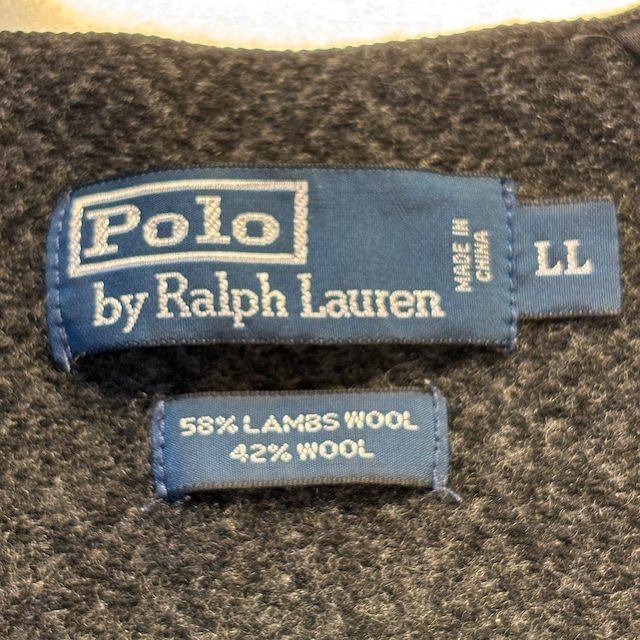 Polo
by Ralph Lauren
MADE IN
CHINA
LL
58% LAMBS WOOL
42% WOOL